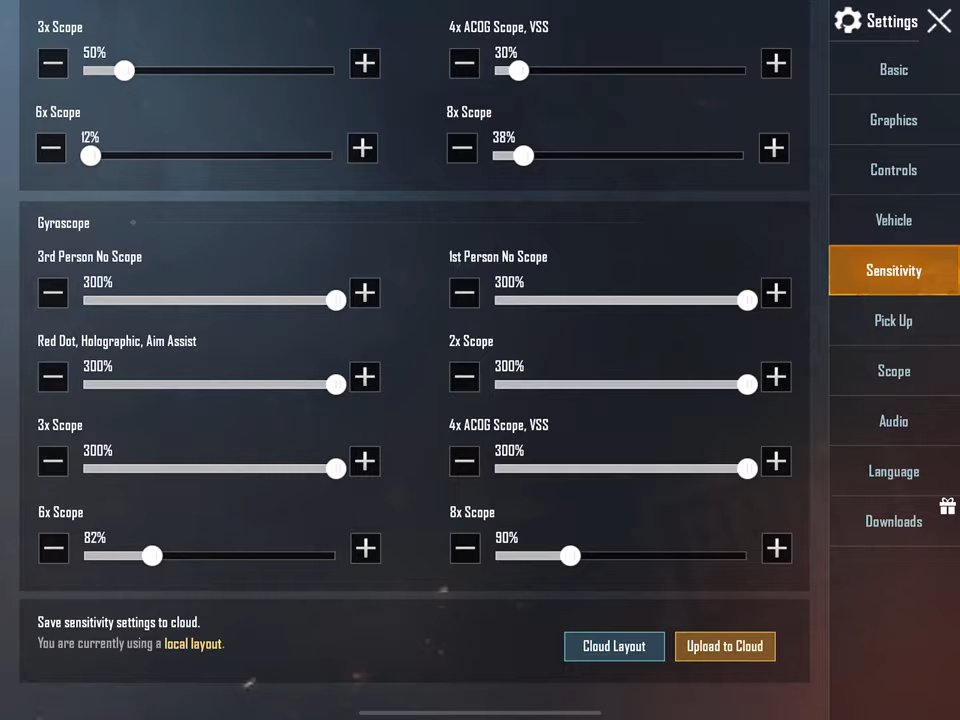 3x Scope
4x ACOG Scope, VSS
50%
30%
6x Scope
8x Scope
12%
38%
Gyroscope
3rd Person No Scope
1st Person No Scope
300%
300%
Red Dot, Holographic, Aim Assist
2x Scope
300%
300%
3x Scope
4x ACOG Scope, VSS
300%
300%
6x Scope
8x Scope
82%
90%
Save sensitivity settings to cloud.
You are currently using a local layout.
Cloud Layout
Upload to Cloud
Settings
Basic
Graphics
Controls
Vehicle
Sensitivity
Pick Up
Scope
Audio
Language
Downloads